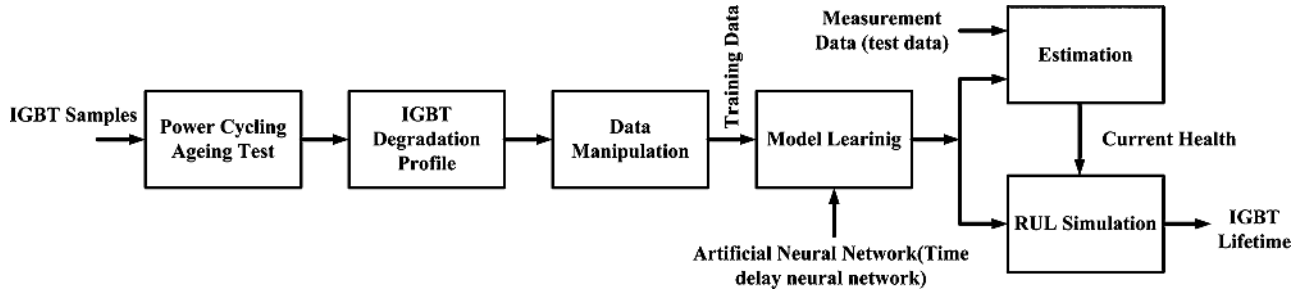 IGBT Samples
Power Cycling
Ageing Test
IGBT
Degradation
Profile
Data
Manipulation
Training Data
Model Learinig
Artificial Neural Network(Time
delay neural network)
Measurement
Data (test data)
Estimation
Current Health
RUL Simulation
IGBT
Lifetime